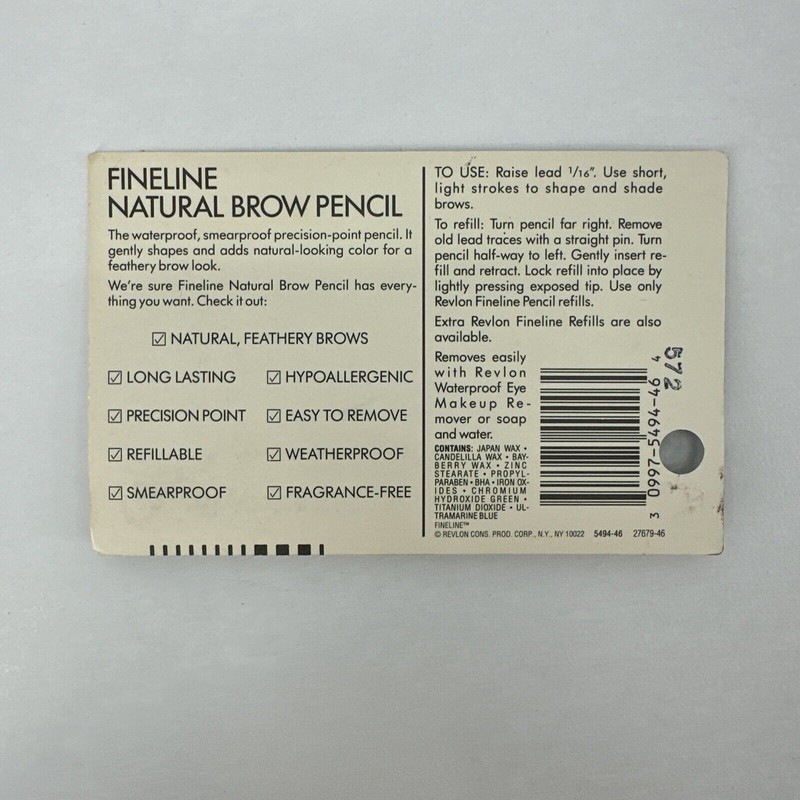 FINELINE
NATURAL BROW PENCIL
The waterproof, smearproof precision-point pencil. It
gently shapes and adds natural-looking color for a
feathery brow look.
We're sure Fineline Natural Brow Pencil has every-
thing you want. Check it out:
☑ NATURAL, FEATHERY BROWS
☑ LONG LASTING ☑ HYPOALLERGENIC
☑ PRECISION POINT ☑ EASY TO REMOVE
☑ REFILLABLE ☑ WEATHERPROOF
☑ SMEARPROOF ☑ FRAGRANCE-FREE
TO USE: Raise lead 1/16". Use short,
light strokes to shape and shade
brows.
To refill: Turn pencil far right. Remove
old lead traces with a straight pin. Turn
pencil half-way to left. Gently insert re-
fill and retract. Lock refill into place by
lightly pressing exposed tip. Use only
Revlon Fineline Pencil refills.
Extra Revlon Fineline Refills are also
available.
Removes easily
with Revlon
Waterproof Eye
Makeup Re-
mover or soap
and water.
CONTAINS: JAPAN WAX •
CANDELILLA WAX • BAY-
BERRY WAX • ZINC
STEARATE • PROPYL-
PARABEN • BHA • IRON OX-
IDES • CHROMIUM
HYDROXIDE GREEN •
TITANIUM DIOXIDE • UL-
TRAMARINE BLUE
FINELINE™
© REVLON CONS. PROD. CORP., N.Y., NY 10022 5494-46 27679-46
3 0997-5494-46 4
572